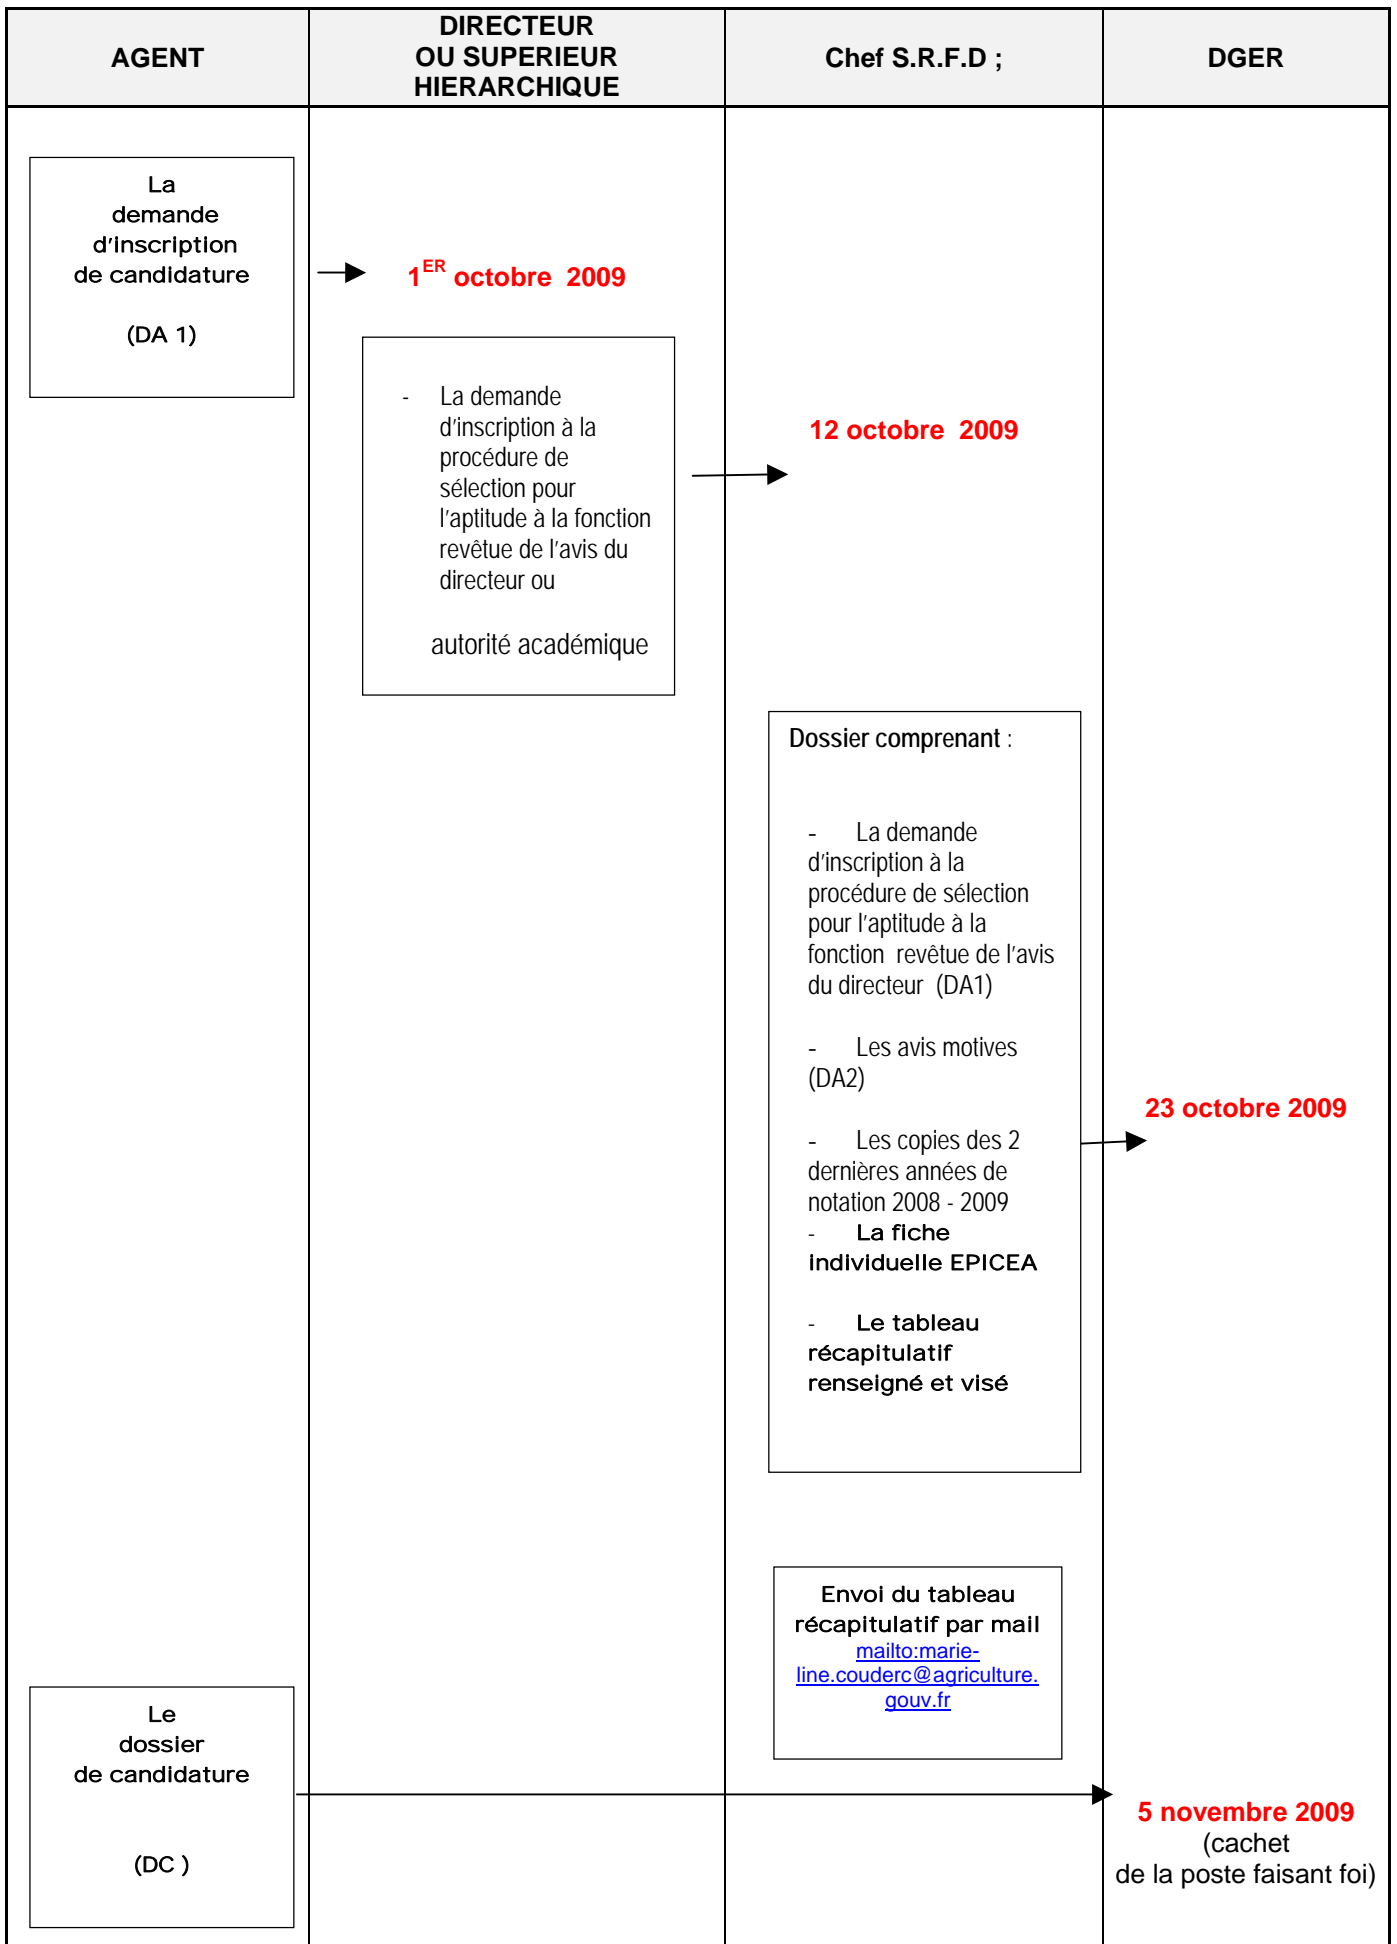 AGENT
DIRECTEUR
OU SUPERIEUR
HIERARCHIQUE
Chef S.R.F.D ;
DGER
La
demande
d'inscription
de candidature
(DA 1)
1ER octobre  2009
-     La demande
d'inscription à la
procédure de
sélection pour
l'aptitude à la fonction
revêtue de l'avis du
directeur ou
autorité académique
12 octobre  2009
Dossier comprenant :
-     La demande
d'inscription à la
procédure de sélection
pour l'aptitude à la
fonction  revêtue de l'avis
du directeur  (DA1)
-     Les avis motives
(DA2)
-     Les copies des 2
dernières années de
notation 2008 - 2009
-     La fiche
individuelle EPICEA
-     Le tableau
récapitulatif
renseigné et visé
23 octobre 2009
Envoi du tableau
récapitulatif par mail
mailto:marie-
line.couderc@agriculture.
gouv.fr
Le
dossier
de candidature
(DC )
5 novembre 2009
(cachet
de la poste faisant foi)